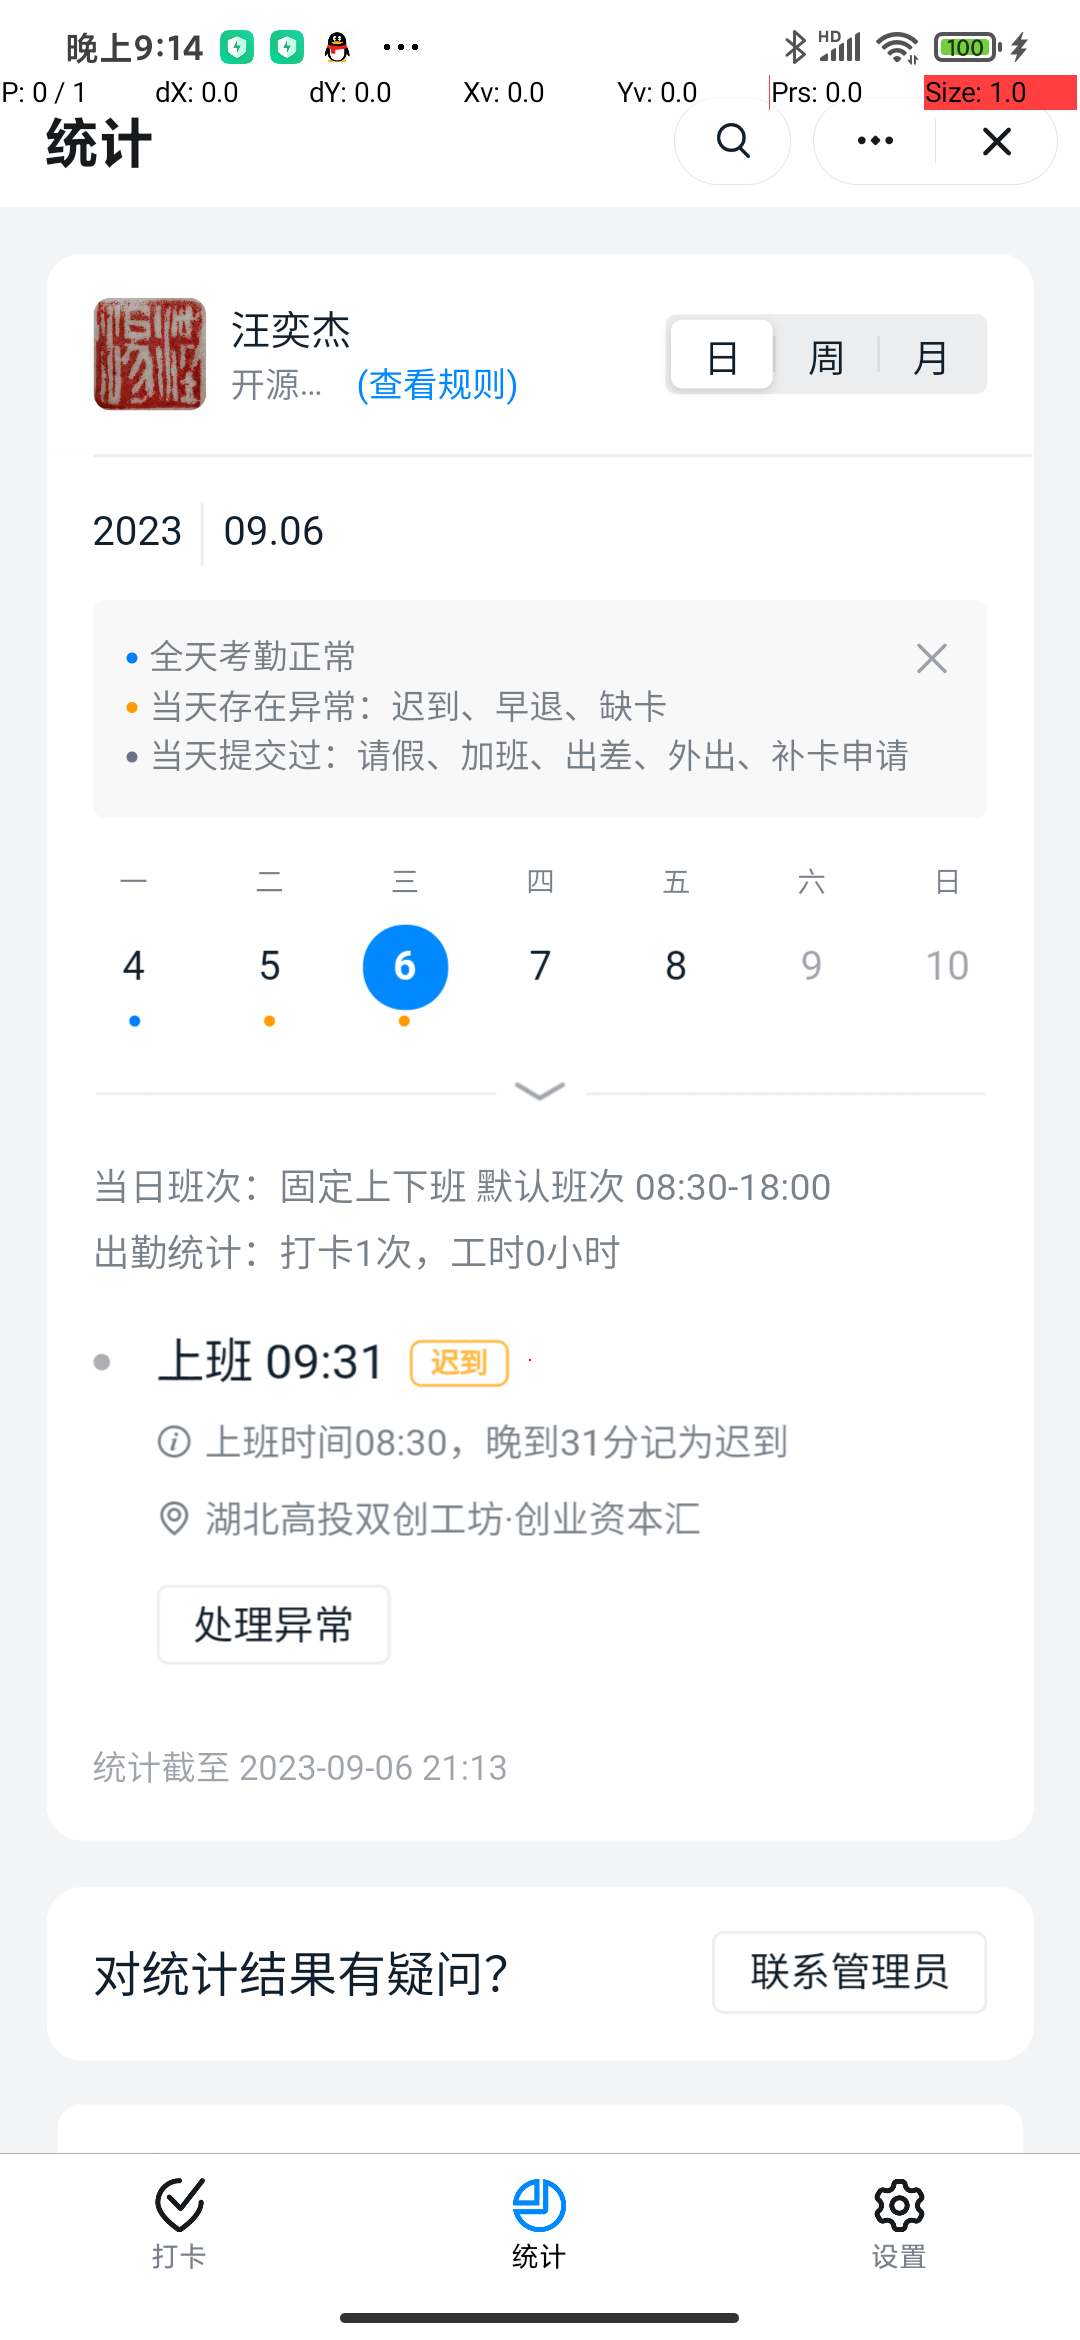 晚上9:14 HD 100
P: 0 / 1 dX: 0.0 dY: 0.0 Xv: 0.0 Yv: 0.0 Prs: 0.0 Size: 1.0
统计
汪奕杰
开源... (查看规则)
日 周 月
2023 09.06
全天考勤正常
当天存在异常：迟到、早退、缺卡
当天提交过：请假、加班、出差、外出、补卡申请
一 二 三 四 五 六 日
4 5 6 7 8 9 10
当日班次：固定上下班 默认班次 08:30-18:00
出勤统计：打卡1次，工时0小时
上班 09:31 迟到
上班时间08:30，晚到31分记为迟到
湖北高投双创工坊·创业资本汇
处理异常
统计截至 2023-09-06 21:13
对统计结果有疑问？ 联系管理员
打卡 统计 设置